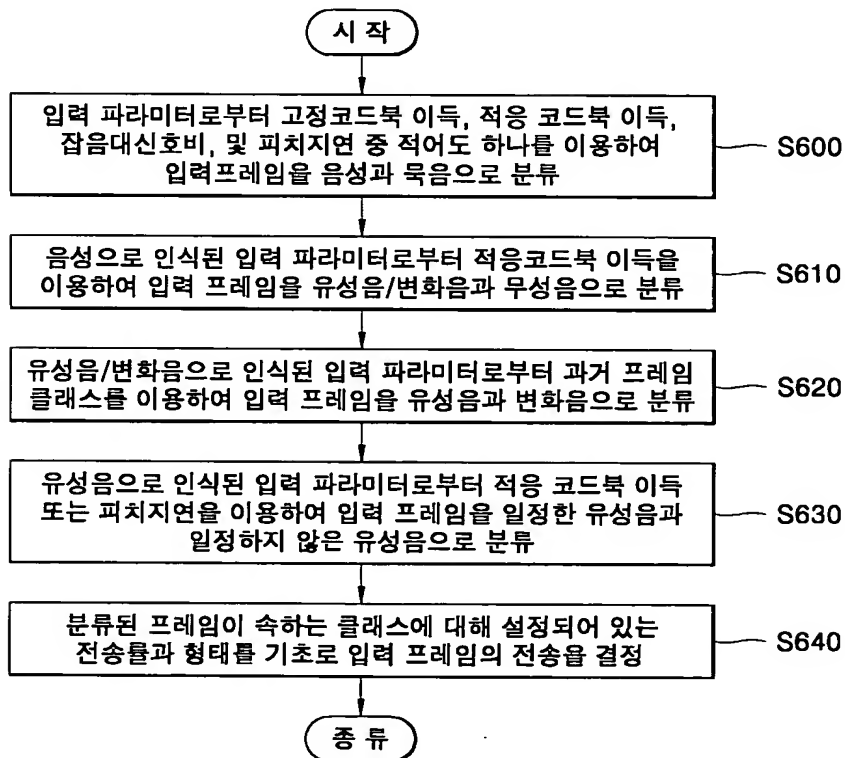 시 작
입력 파라미터로부터 고정코드북 이득, 적응 코드북 이득,
잡음대신호비, 및 피치지연 중 적어도 하나를 이용하여
입력프레임을 음성과 묵음으로 분류
S600
음성으로 인식된 입력 파라미터로부터 적응코드북 이득을
이용하여 입력 프레임을 유성음/변화음과 무성음으로 분류
S610
유성음/변화음으로 인식된 입력 파라미터로부터 과거 프레임
클래스를 이용하여 입력 프레임을 유성음과 변화음으로 분류
S620
유성음으로 인식된 입력 파라미터로부터 적응 코드북 이득
또는 피치지연을 이용하여 입력 프레임을 일정한 유성음과
일정하지 않은 유성음으로 분류
S630
분류된 프레임이 속하는 클래스에 대해 설정되어 있는
전송률과 형태를 기초로 입력 프레임의 전송율 결정
S640
종 류